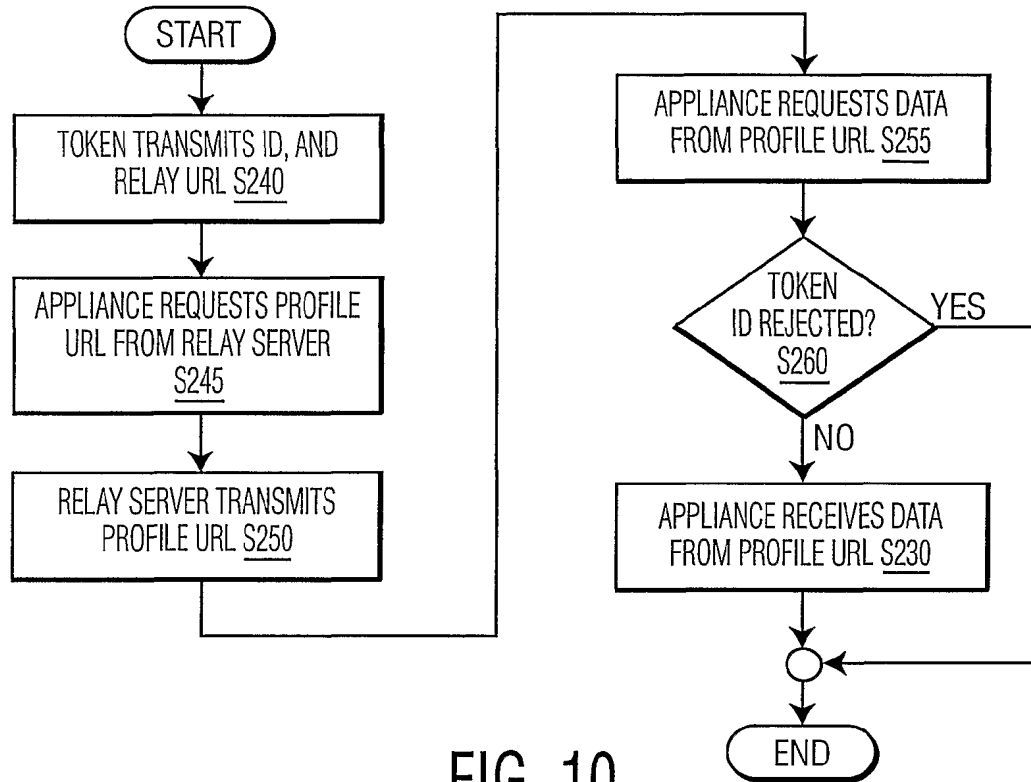 START
TOKEN TRANSMITS ID, AND
RELAY URL S240
APPLIANCE REQUESTS PROFILE
URL FROM RELAY SERVER
S245
RELAY SERVER TRANSMITS
PROFILE URL S250
APPLIANCE REQUESTS DATA
FROM PROFILE URL S255
TOKEN
ID REJECTED?
S260
YES
NO
APPLIANCE RECEIVES DATA
FROM PROFILE URL S230
END
FIG. 10